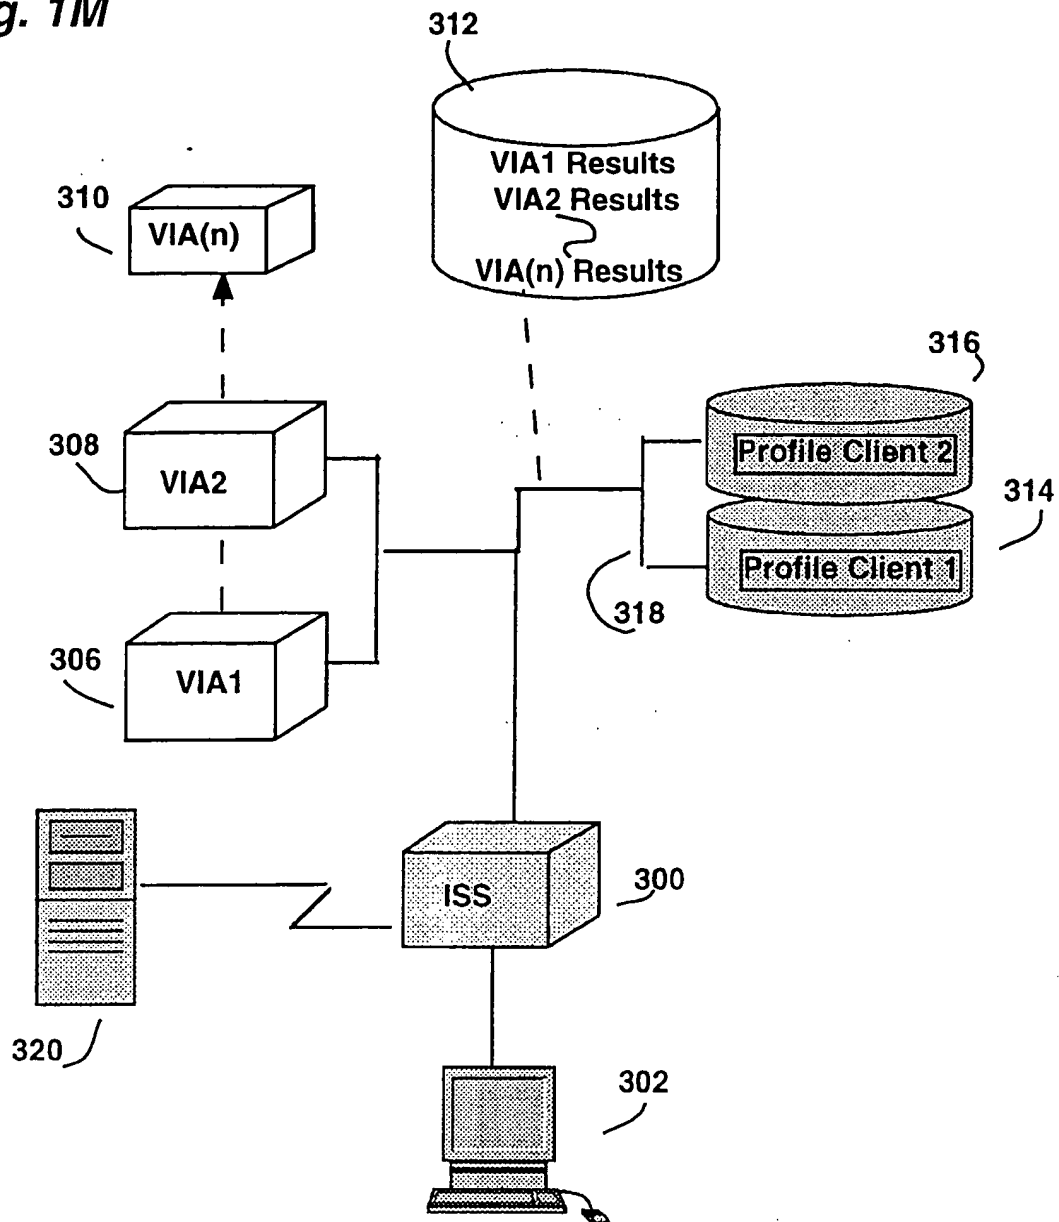 g. 1M
312
VIA1 Results
VIA2 Results
VIA(n) Results
310
VIA(n)
316
Profile Client 2
308
VIA2
314
Profile Client 1
318
306
VIA1
ISS
300
320
302